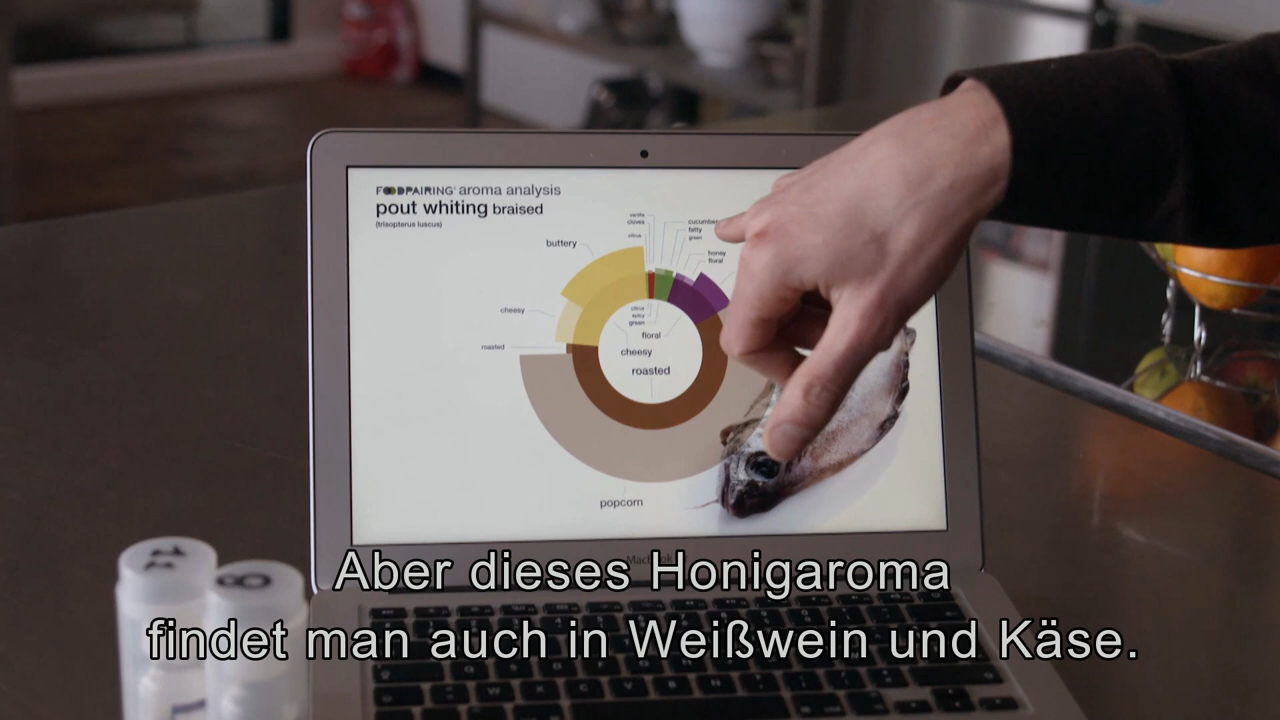 FOODPAIRING® aroma analysis
pout whiting braised
(trisopterus luscus)
vanilla
cloves
citrus
cucumber
fatty
green
honey
floral
buttery
cheesy
roasted
citrus
spicy
green
floral
cheesy
roasted
popcorn
Aber dieses Honigaroma
findet man auch in Weißwein und Käse.
8